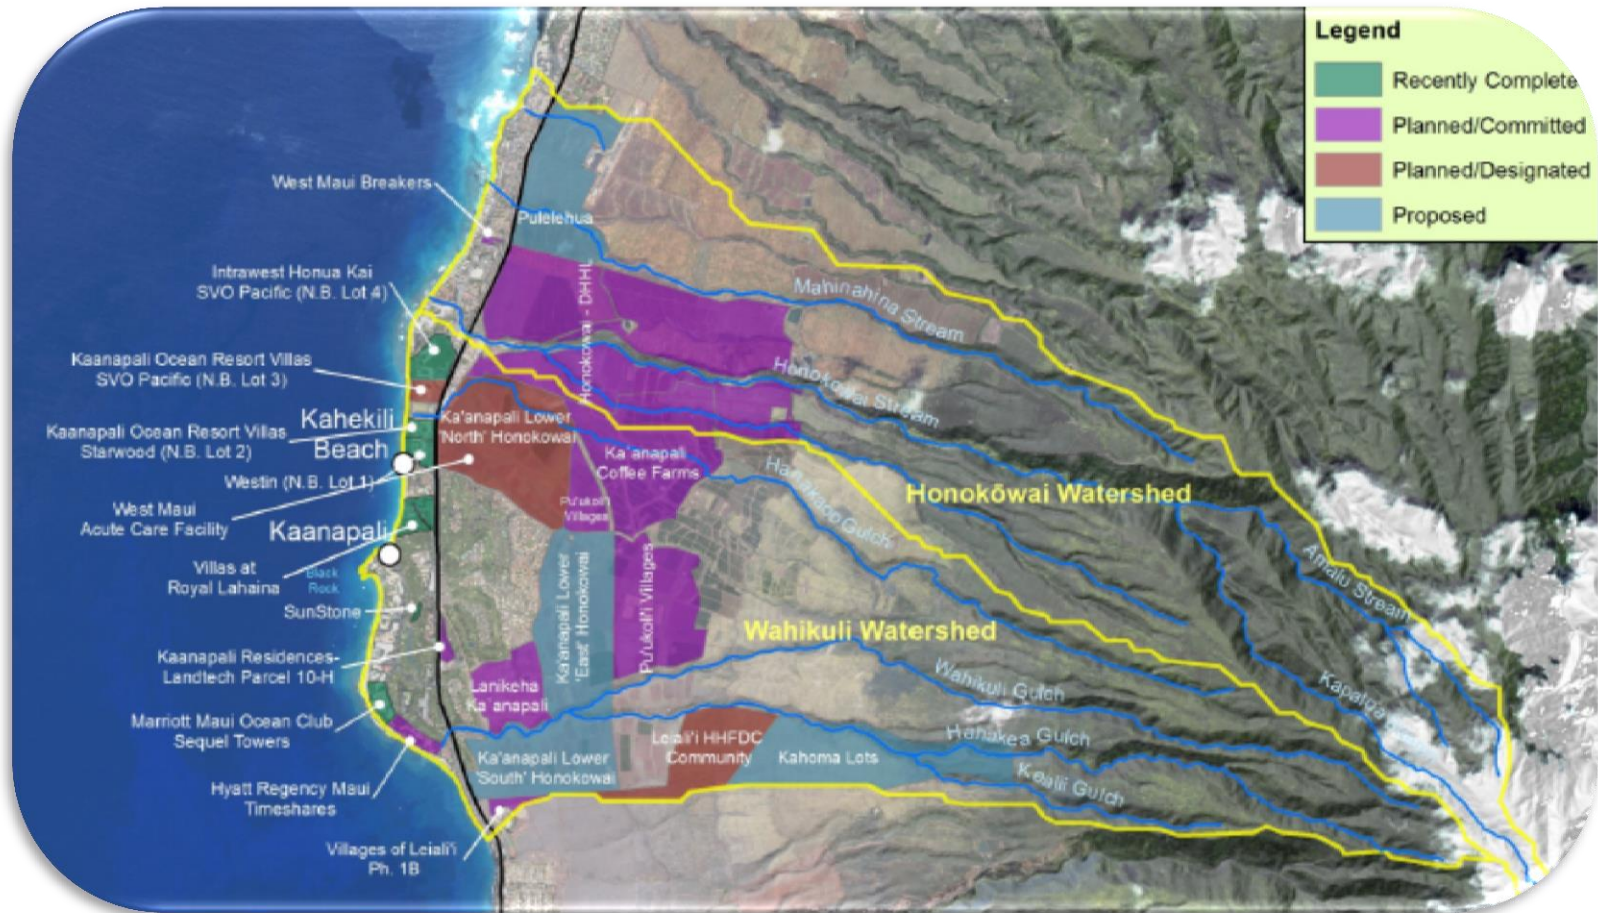 Legend
Recently Complete
Planned/Committed
Planned/Designated
Proposed
West Maui Breakers
Pulelehua
Intrawest Honua Kai
SVO Pacific (N.B. Lot 4)
Honokowai - DHHL
Mahinahina Stream
Kaanapali Ocean Resort Villas
SVO Pacific (N.B. Lot 3)
Honokowai Stream
Kahekili
Beach
Ka'anapali Lower
'North' Honokowai
Kaanapali Ocean Resort Villas
Starwood (N.B. Lot 2)
Ka'anapali
Coffee Farms
Westin (N.B. Lot 1)
Hanakoo Gulch
Honokōwai Watershed
West Maui
Acute Care Facility
Pu'ukoli'i
Villages
Kaanapali
Amalu Stream
Villas at
Royal Lahaina
Black
Rock
Ka'anapali Lower
'East' Honokowai
Pu'ukoli'i Villages
SunStone
Wahikuli Watershed
Kaanapali Residences-
Landtech Parcel 10-H
Lanikeha
Ka'anapali
Wahikuli Gulch
Kapaloa
Marriott Maui Ocean Club
Sequel Towers
Leiali'i HHFDC
Community
Hanakea Gulch
Ka'anapali Lower
'South' Honokowai
Kahoma Lots
Kealii Gulch
Hyatt Regency Maui
Timeshares
Villages of Leiali'i
Ph. 1B